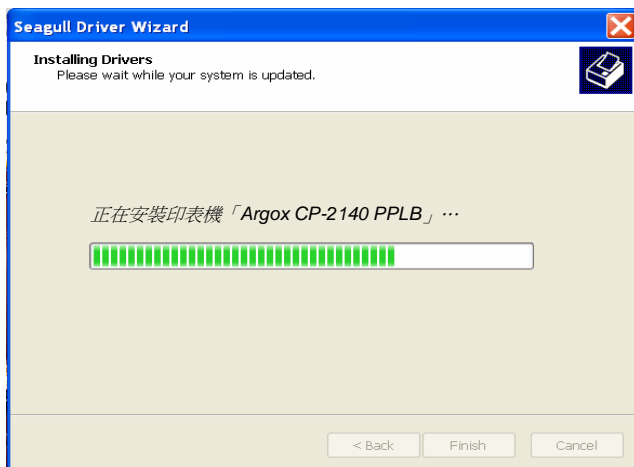 Seagull Driver Wizard
Installing Drivers
Please wait while your system is updated.
正在安裝印表機「Argox CP-2140 PPLB」…
< Back Finish Cancel